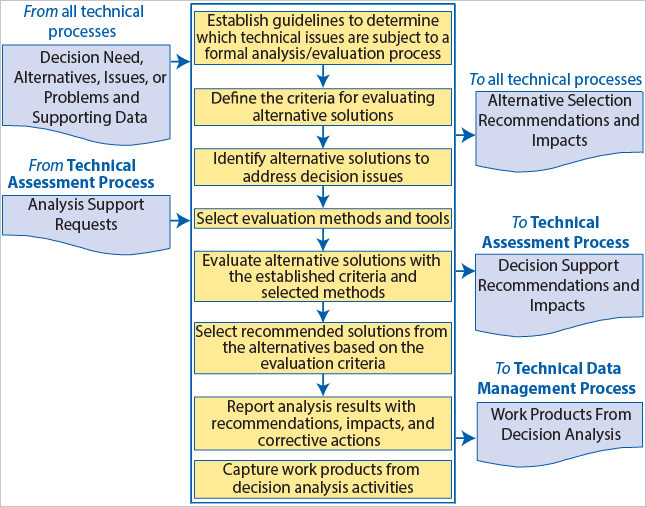 From all technical
processes
Decision Need,
Alternatives, Issues, or
Problems and
Supporting Data
From Technical
Assessment Process
Analysis Support
Requests
Establish guidelines to determine
which technical issues are subject to a
formal analysis/evaluation process
Define the criteria for evaluating
alternative solutions
Identify alternative solutions to
address decision issues
Select evaluation methods and tools
Evaluate alternative solutions with
the established criteria and
selected methods
Select recommended solutions from
the alternatives based on the
evaluation criteria
Report analysis results with
recommendations, impacts, and
corrective actions
Capture work products from
decision analysis activities
To all technical processes
Alternative Selection
Recommendations and
Impacts
To Technical
Assessment Process
Decision Support
Recommendations and
Impacts
To Technical Data
Management Process
Work Products From
Decision Analysis